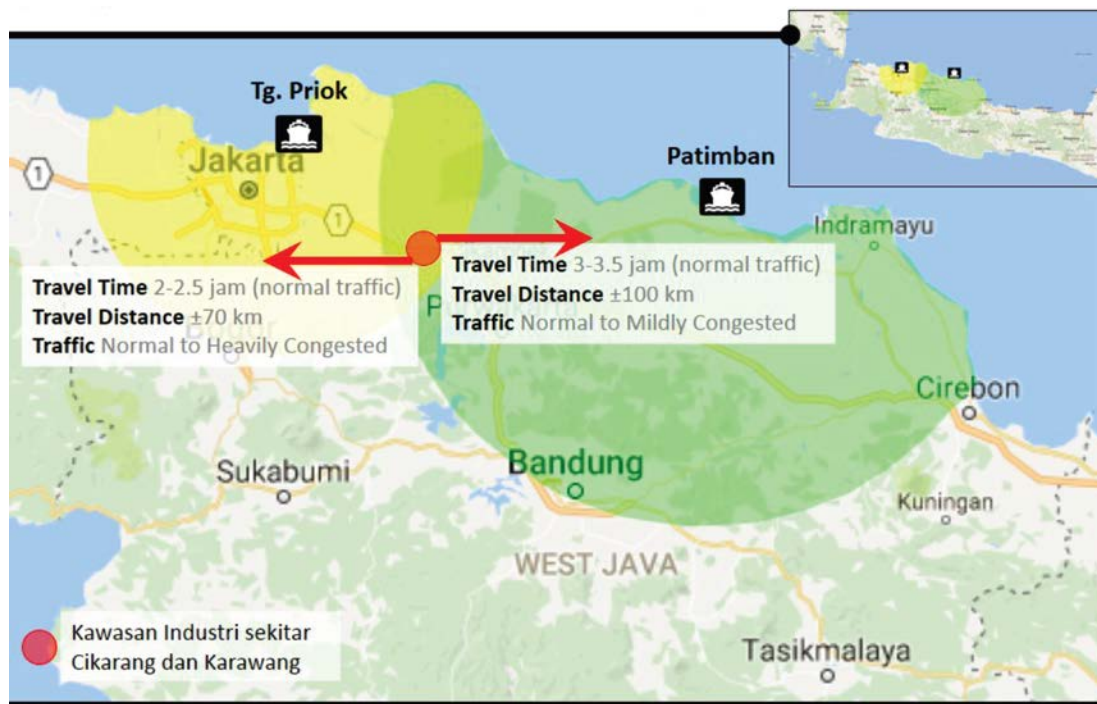 Tg. Priok
Jakarta
1
1
Patimban
Indramayu
Travel Time 2-2.5 jam (normal traffic)
Travel Distance ±70 km
Traffic Normal to Heavily Congested
Travel Time 3-3.5 jam (normal traffic)
Travel Distance ±100 km
Traffic Normal to Mildly Congested
Cirebon
Sukabumi
Bandung
Kuningan
WEST JAVA
Kawasan Industri sekitar
Cikarang dan Karawang
Tasikmalaya